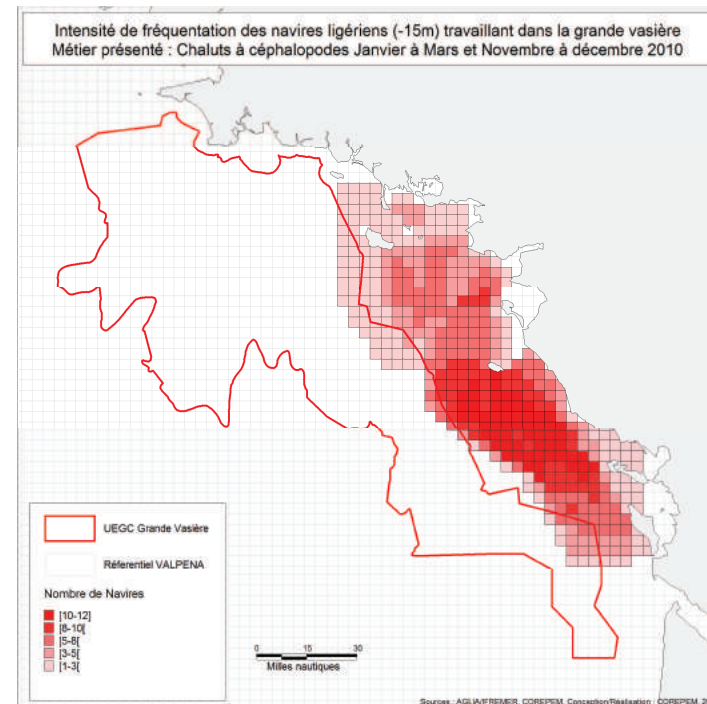 Intensité de fréquentation des navires ligériens (-15m) travaillant dans la grande vasière
Métier présenté : Chaluts à céphalopodes Janvier à Mars et Novembre à décembre 2010
UEGC Grande Vasière
Réferentiel VALPENA
Nombre de Navires
[10-12]
[8-10[
[5-8[
[3-5[
[1-3[
0 15 30
Milles nautiques
Sources : AGLIA/IFREMER, COREPEM, Conception/Réalisation : COREPEM, 2